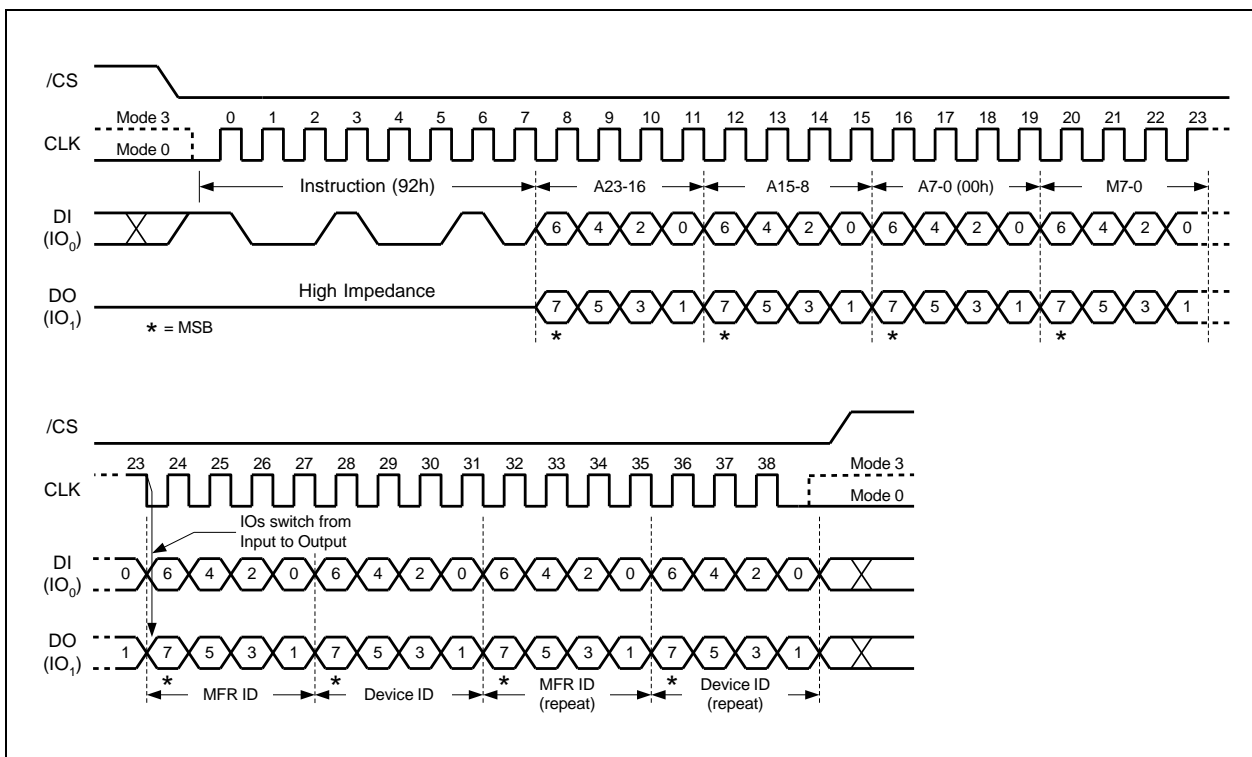 /CS
Mode 3 0 1 2 3 4 5 6 7 8 9 10 11 12 13 14 15 16 17 18 19 20 21 22 23
CLK
Mode 0
Instruction (92h) A23-16 A15-8 A7-0 (00h) M7-0
DI
(IO0)
6 4 2 0 6 4 2 0 6 4 2 0 6 4 2 0
High Impedance
DO
(IO1)
7 5 3 1 7 5 3 1 7 5 3 1 7 5 3 1
* * * *
* = MSB
/CS
23 24 25 26 27 28 29 30 31 32 33 34 35 36 37 38 Mode 3
CLK
Mode 0
IOs switch from
Input to Output
DI
(IO0)
0 6 4 2 0 6 4 2 0 6 4 2 0 6 4 2 0
DO
(IO1)
1 7 5 3 1 7 5 3 1 7 5 3 1 7 5 3 1
* * * *
MFR ID Device ID MFR ID
(repeat)
Device ID
(repeat)